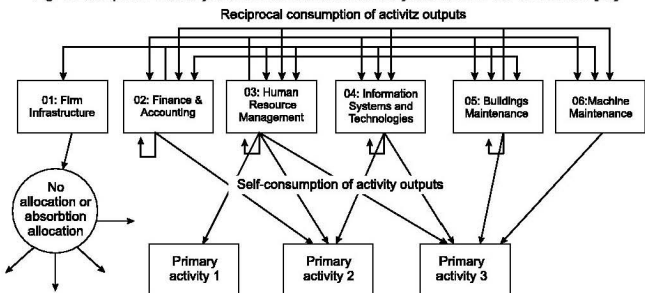 Reciprocal consumption of activitz outputs
01: Firm
Infrastructure
02: Finance &
Accounting
03: Human
Resource
Management
04: Information
Systems and
Technologies
05: Buildings
Maintenance
06:Machine
Maintenance
Self-consumption of activity outputs
No
allocation or
absorbtion
allocation
Primary
activity 1
Primary
activity 2
Primary
activity 3